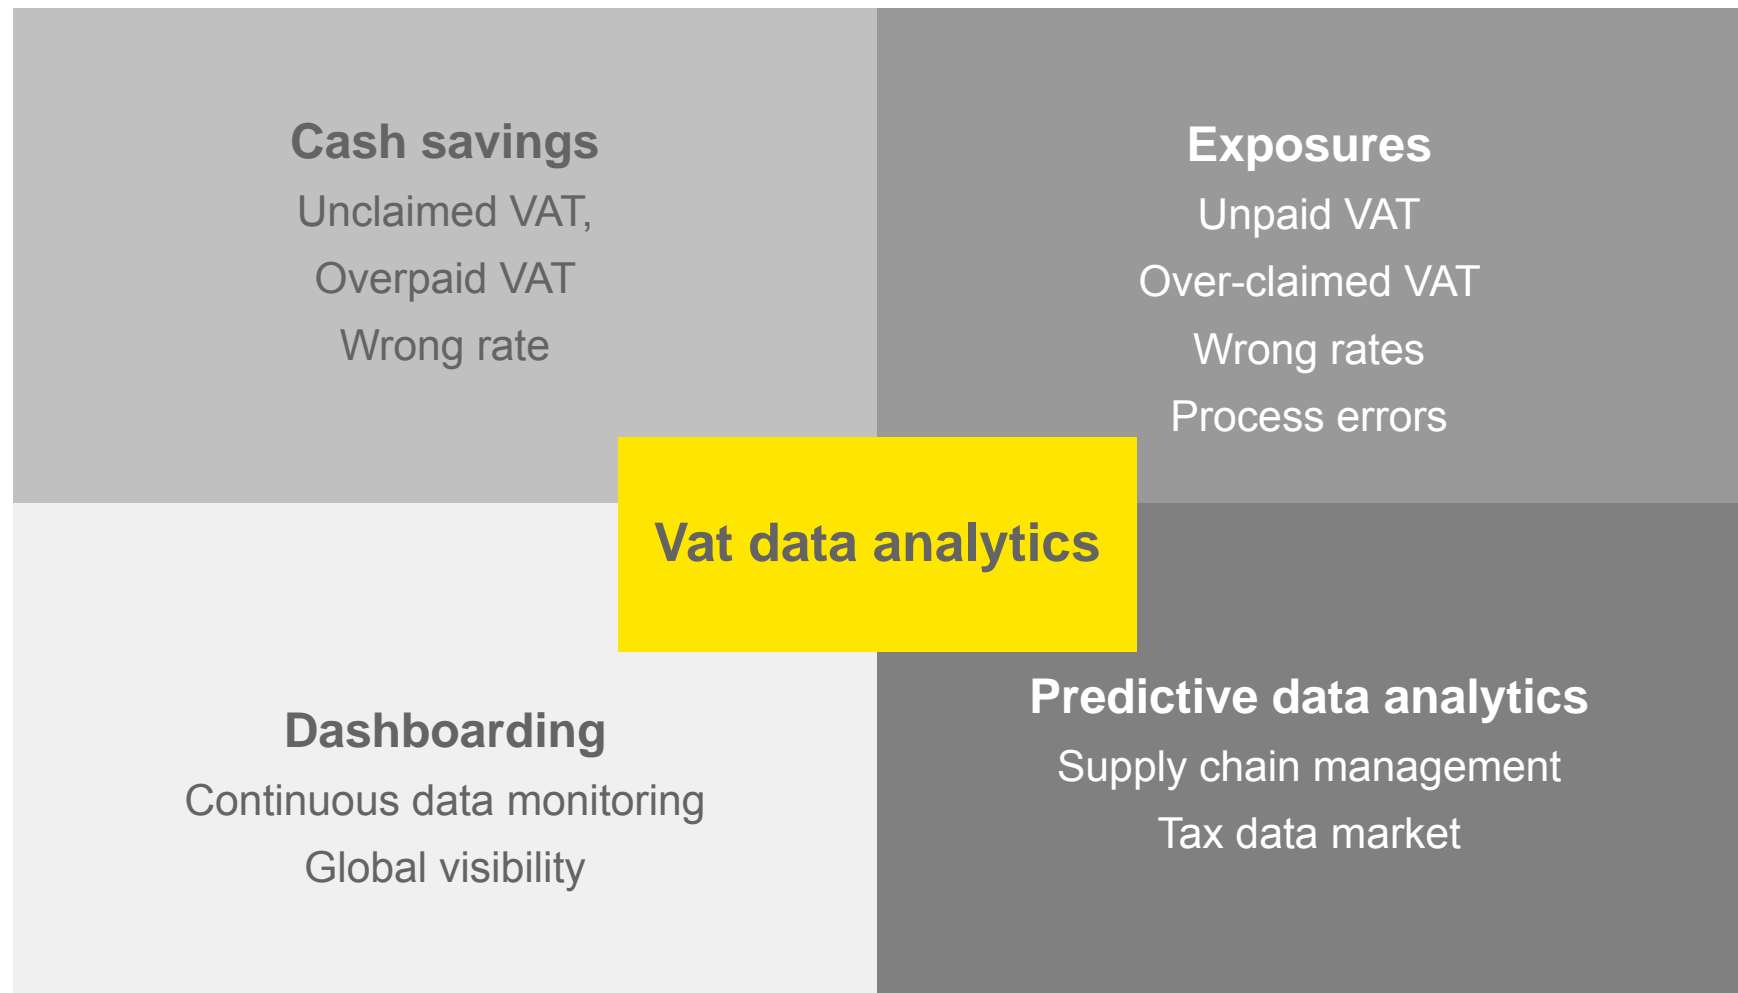 Cash savings
Unclaimed VAT,
Overpaid VAT
Wrong rate
Exposures
Unpaid VAT
Over-claimed VAT
Wrong rates
Process errors
Vat data analytics
Dashboarding
Continuous data monitoring
Global visibility
Predictive data analytics
Supply chain management
Tax data market